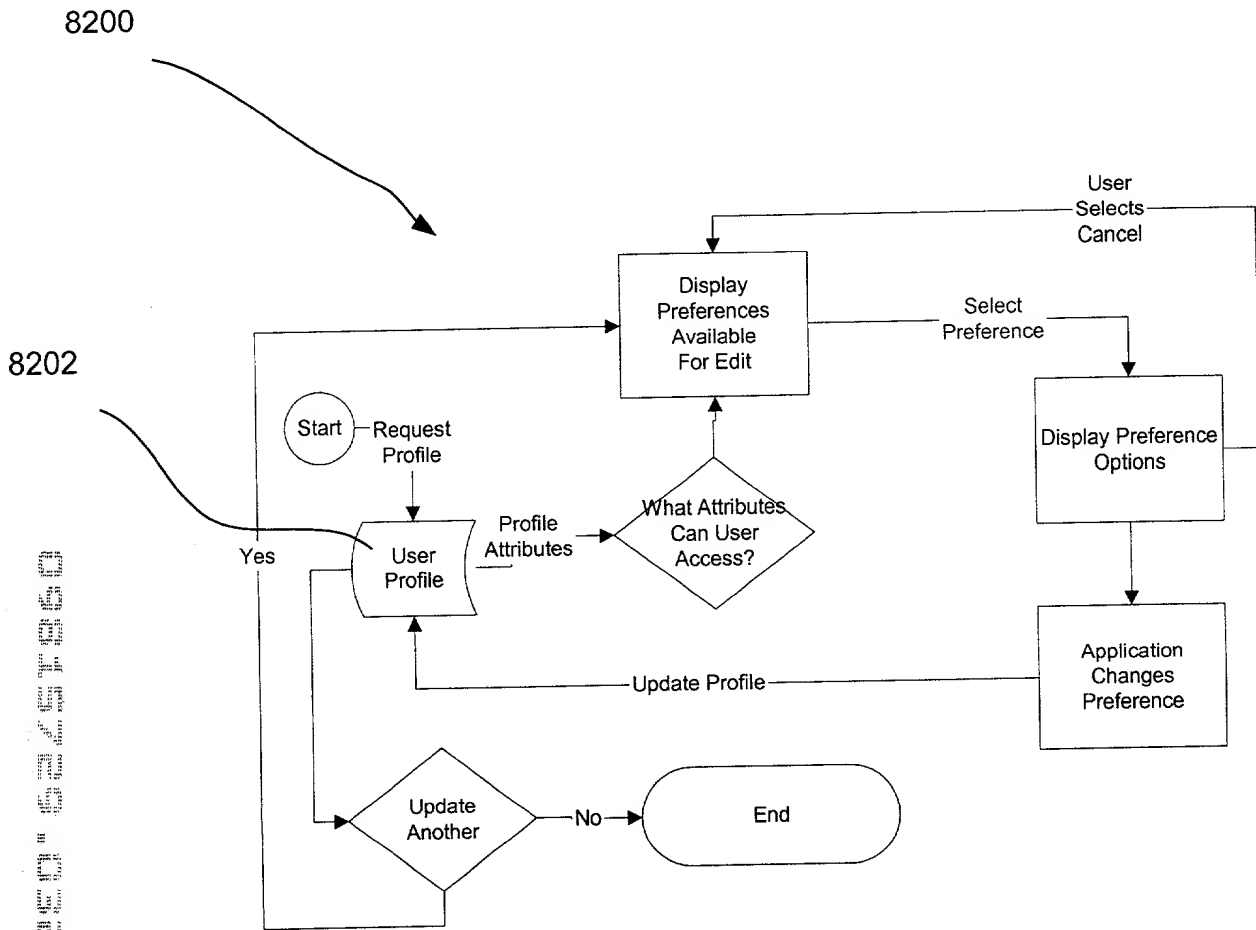 8200
User
Selects
Cancel
Display
Preferences
Available
For Edit
Select
Preference
8202
Start
Request
Profile
Display Preference
Options
What Attributes
Can User
Access?
Profile
Attributes
User
Profile
Yes
Application
Changes
Preference
Update Profile
Update
Another
No
End